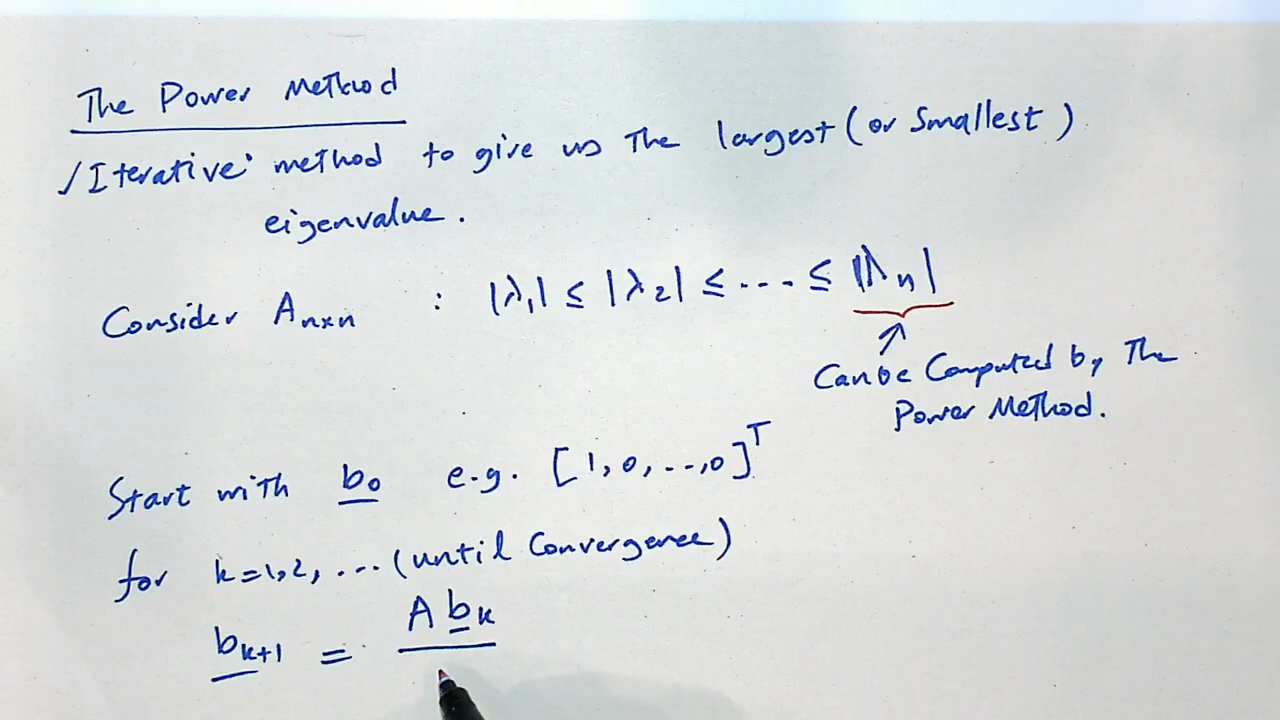 The Power Method
✓Iterative method to give us the largest (or smallest)
eigenvalue.
Consider Aₙₓₙ : |λ₁| ≤ |λ₂| ≤ ... ≤ |λₙ|
Can be Computed by The
Power Method.
Start with b₀ e.g. [1,0,...,0]ᵀ
for k=1,2,... (until Convergence)
bₖ₊₁ = A bₖ